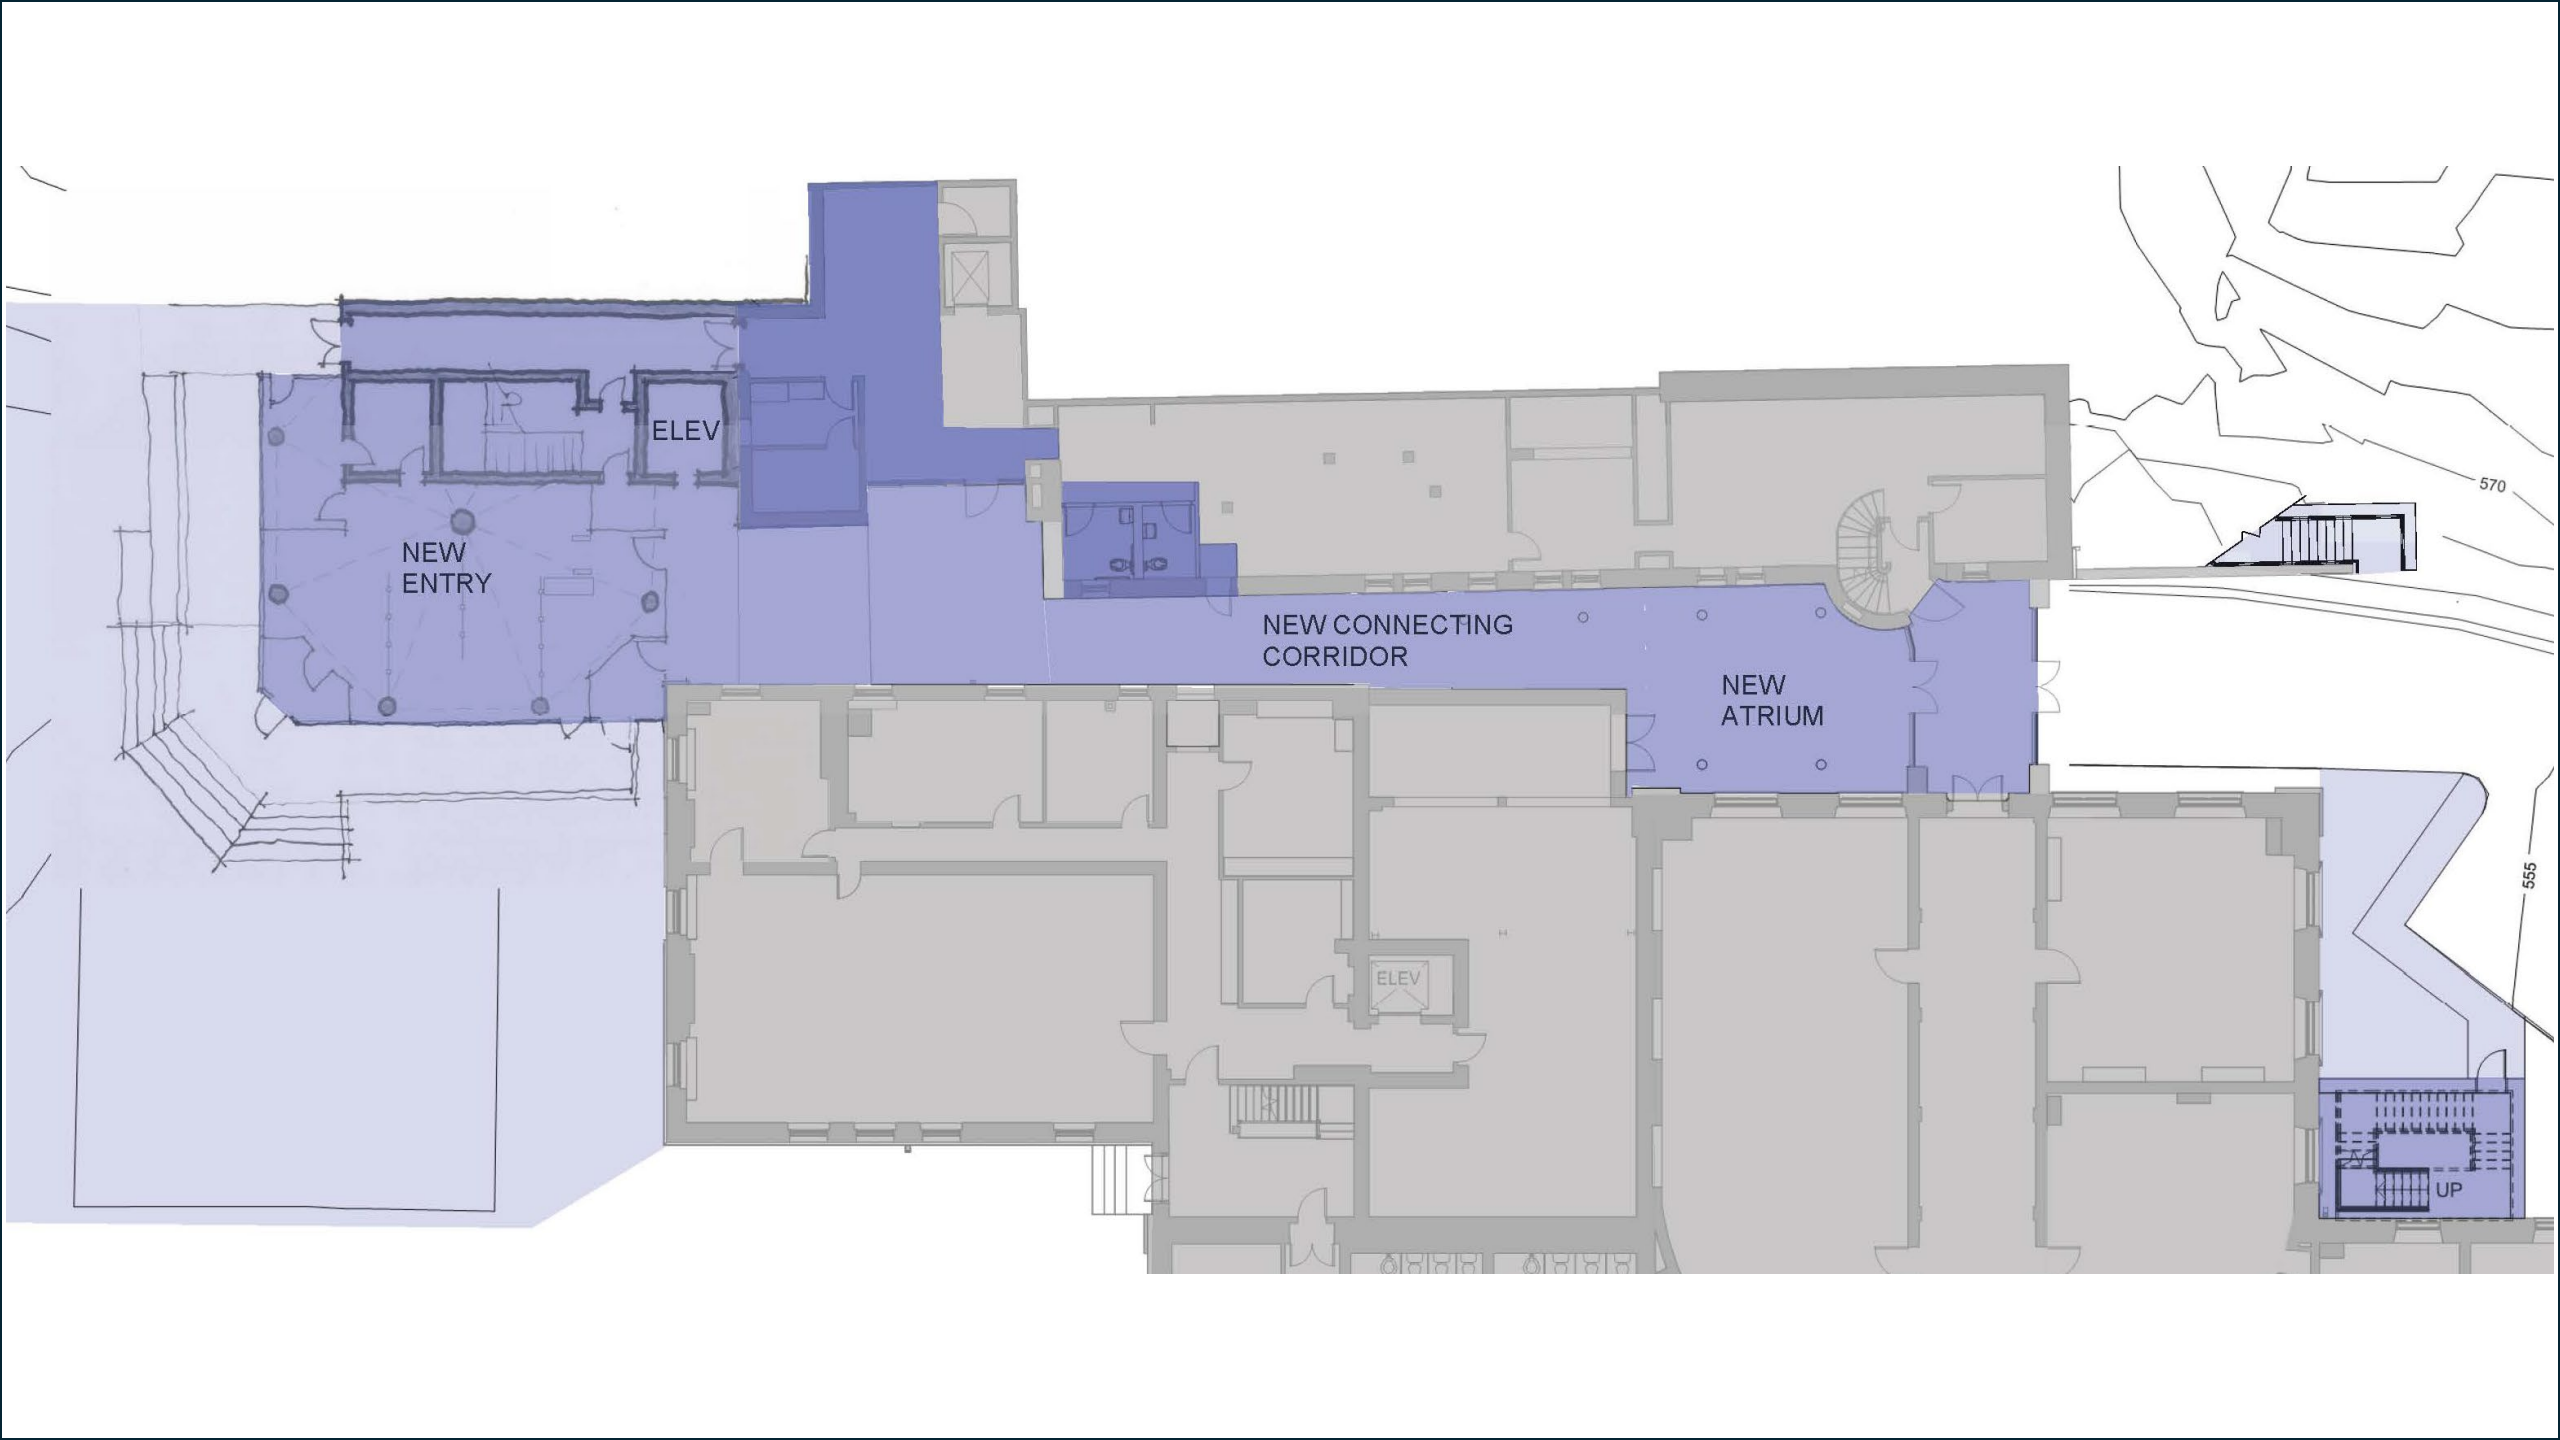 ELEV
570
NEW
ENTRY
NEW CONNECTING
CORRIDOR
NEW
ATRIUM
555
ELEV
UP